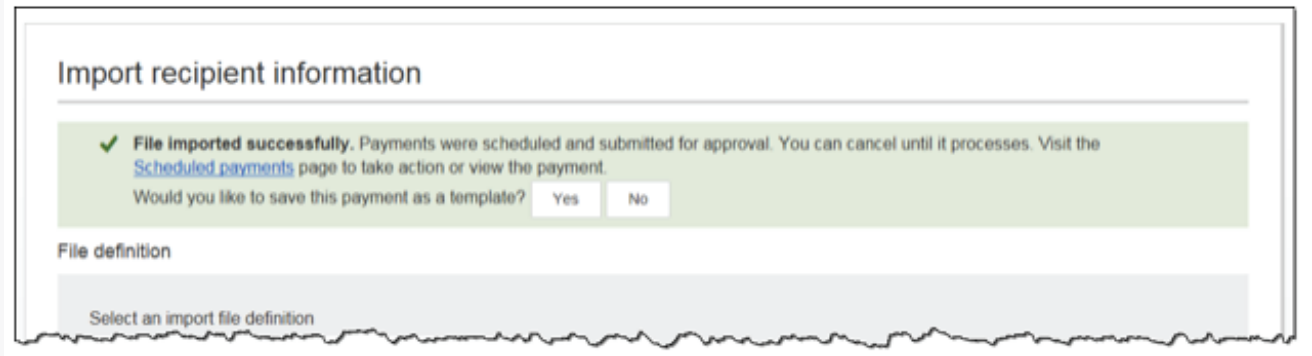 Import recipient information
File imported successfully. Payments were scheduled and submitted for approval. You can cancel until it processes. Visit the
Scheduled payments page to take action or view the payment.
Would you like to save this payment as a template? Yes No
File definition
Select an import file definition